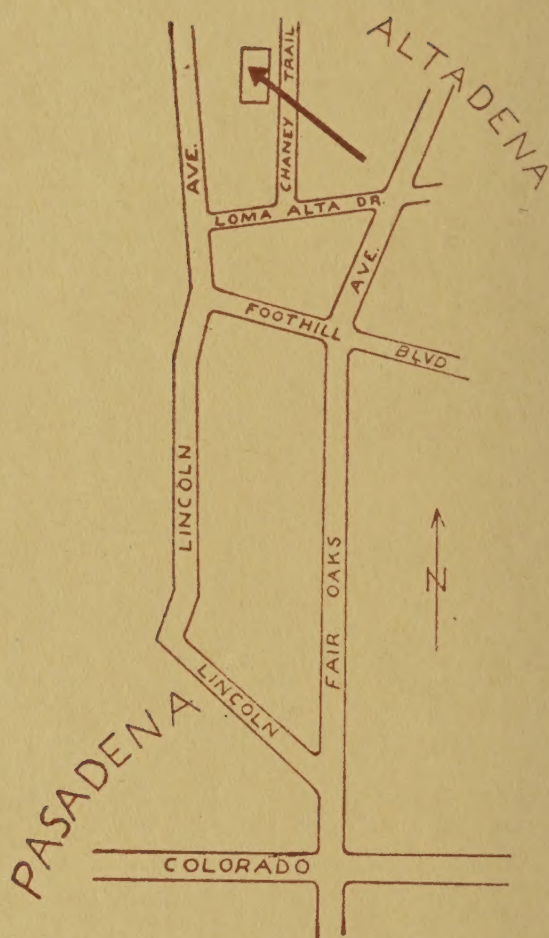 ALTADENA
CHANEY TRAIL
AVE.
LOMA ALTA DR.
AVE.
FOOTHILL
BLVD
LINCOLN
FAIR OAKS
N
LINCOLN
PASADENA
COLORADO